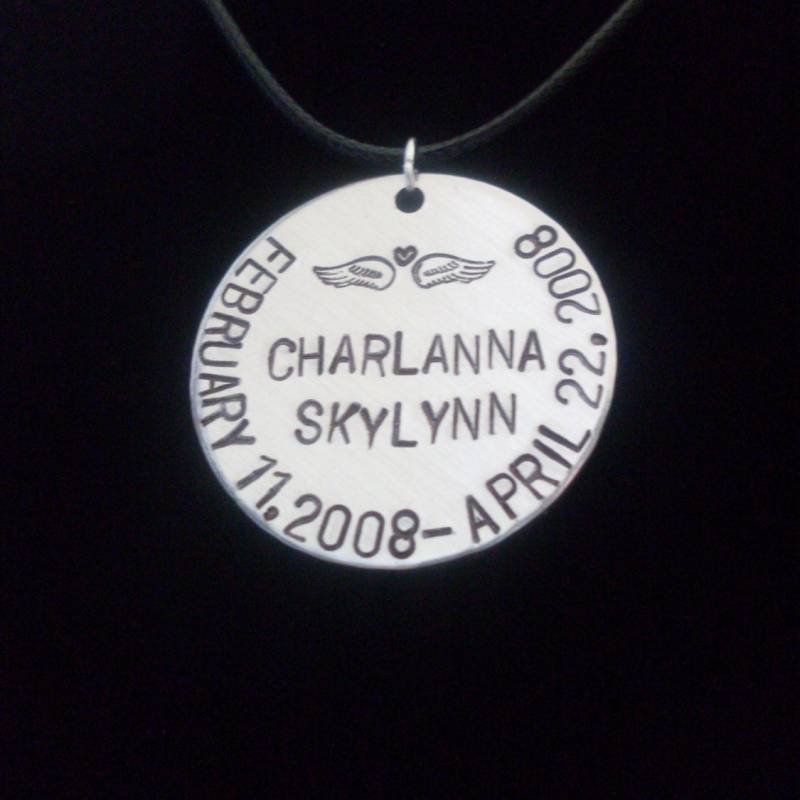 CHARLANNA
SKYLYNN
FEBRUARY 11, 2008- APRIL 22, 2008